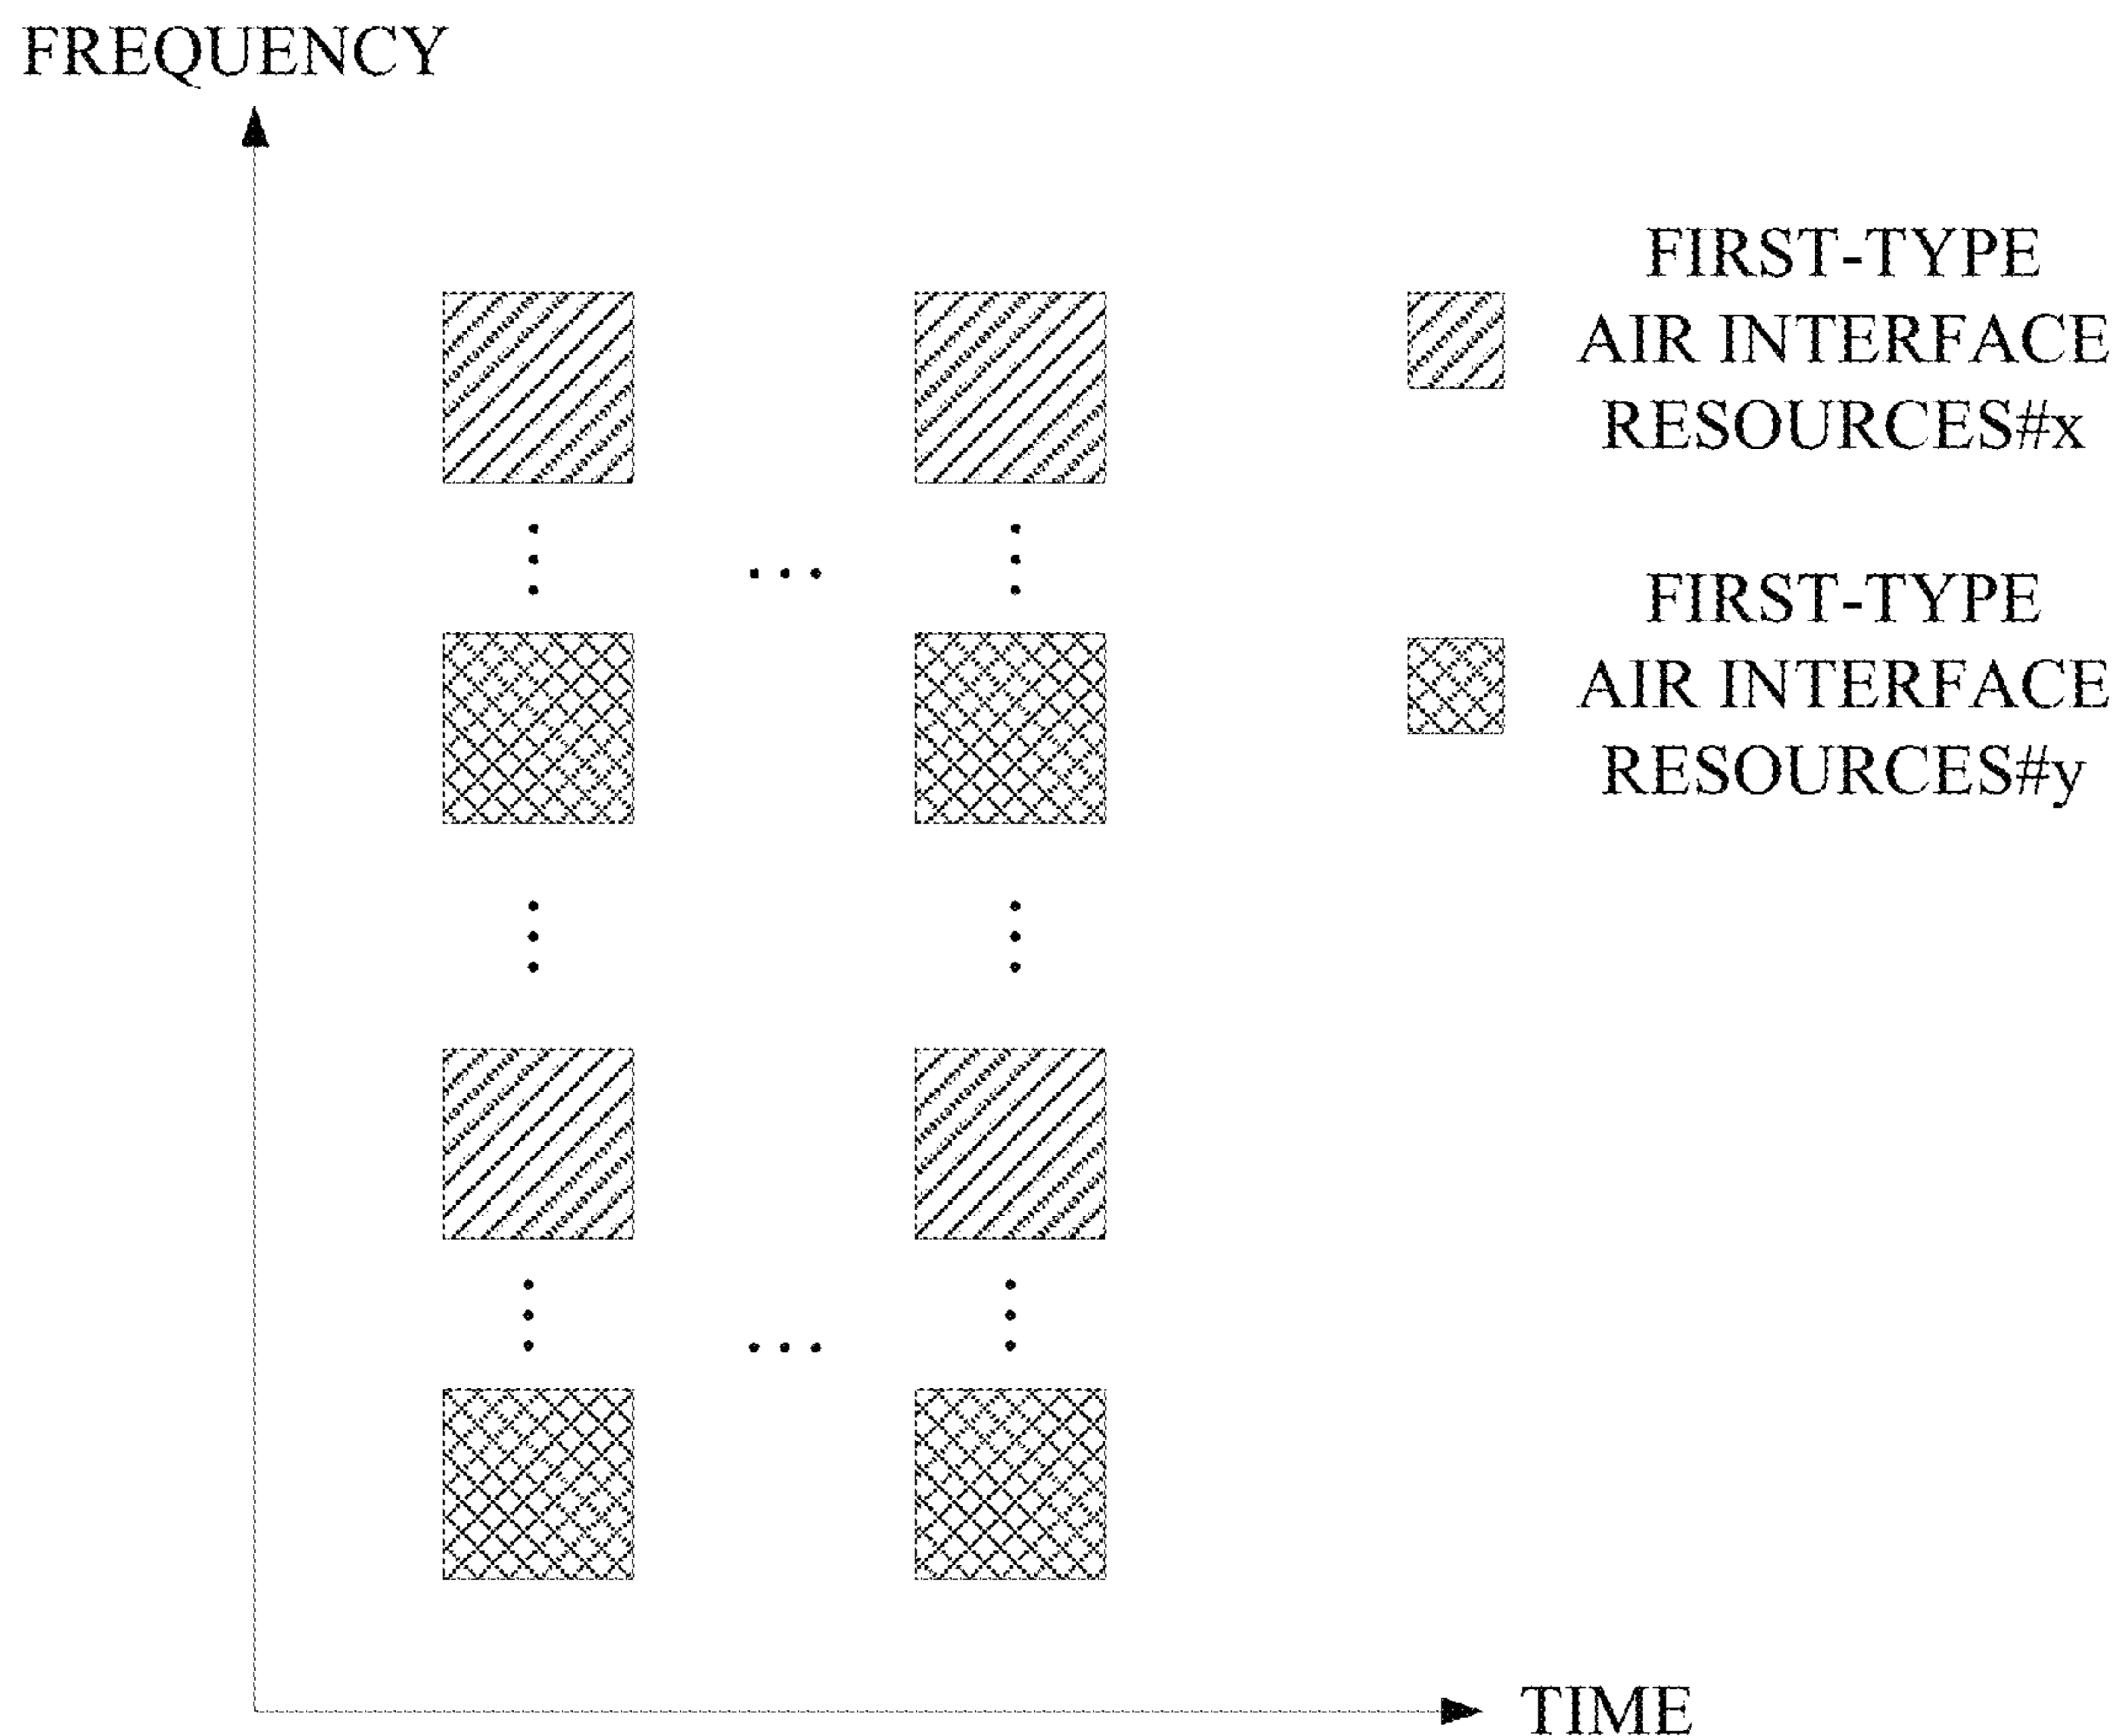 FREQUENCY
FIRST-TYPE
AIR INTERFACE
RESOURCES#x
FIRST-TYPE
AIR INTERFACE
RESOURCES#y
TIME